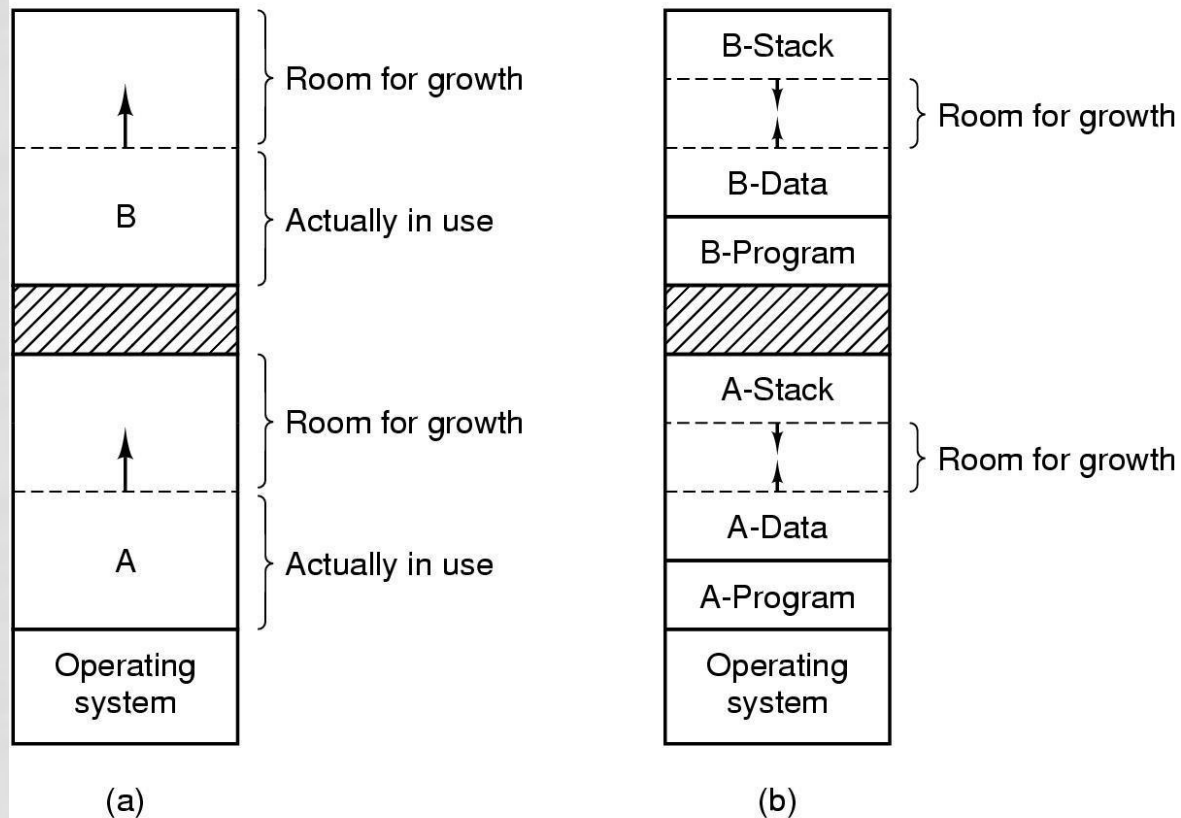 Room for growth
B
Actually in use
Room for growth
A
Actually in use
Operating
system
(a)
B-Stack
Room for growth
B-Data
B-Program
A-Stack
Room for growth
A-Data
A-Program
Operating
system
(b)